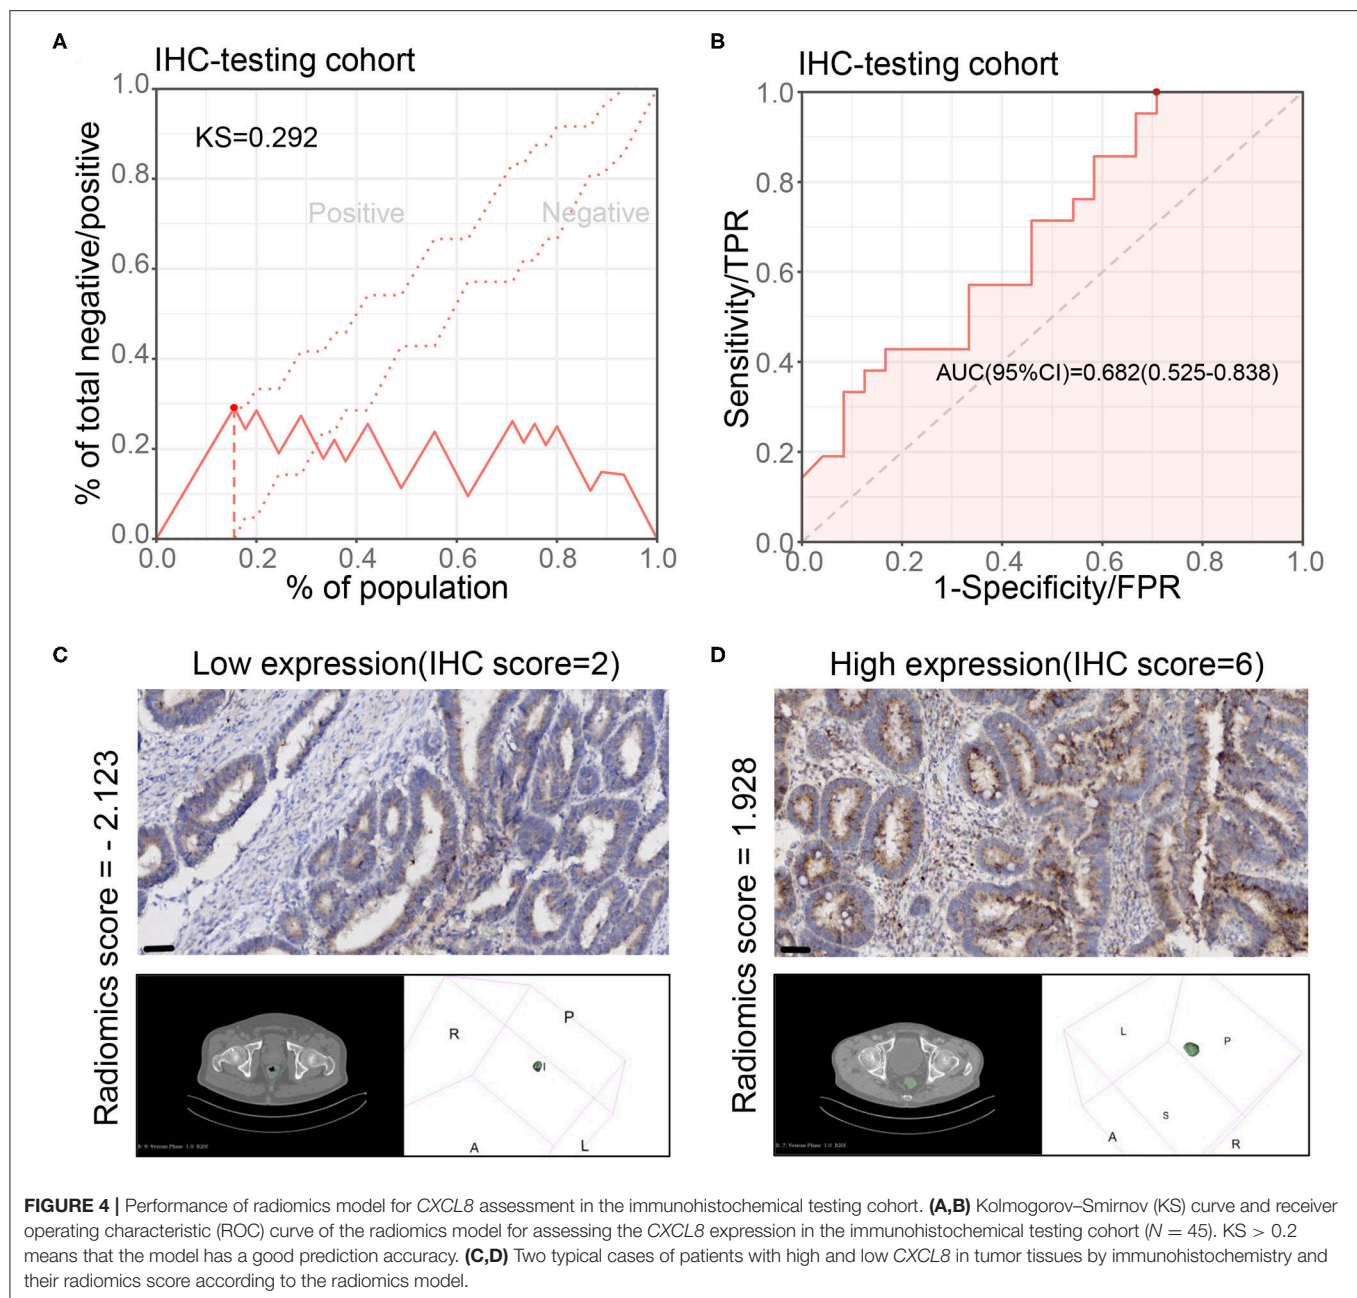 A
IHC-testing cohort
KS=0.292
Positive
Negative
% of total negative/positive
1.0
0.8
0.6
0.4
0.2
0.0
0.0 0.2 0.4 0.6 0.8 1.0
% of population
B
IHC-testing cohort
AUC(95%CI)=0.682(0.525-0.838)
Sensitivity/TPR
1.0
0.8
0.6
0.4
0.2
0.0
0.0 0.2 0.4 0.6 0.8 1.0
1-Specificity/FPR
C
Low expression(IHC score=2)
Radiomics score = - 2.123
R
P
I
A
L
D
High expression(IHC score=6)
Radiomics score = 1.928
L
P
S
A
R
FIGURE 4 | Performance of radiomics model for CXCL8 assessment in the immunohistochemical testing cohort. (A,B) Kolmogorov–Smirnov (KS) curve and receiver
operating characteristic (ROC) curve of the radiomics model for assessing the CXCL8 expression in the immunohistochemical testing cohort (N = 45). KS > 0.2
means that the model has a good prediction accuracy. (C,D) Two typical cases of patients with high and low CXCL8 in tumor tissues by immunohistochemistry and
their radiomics score according to the radiomics model.